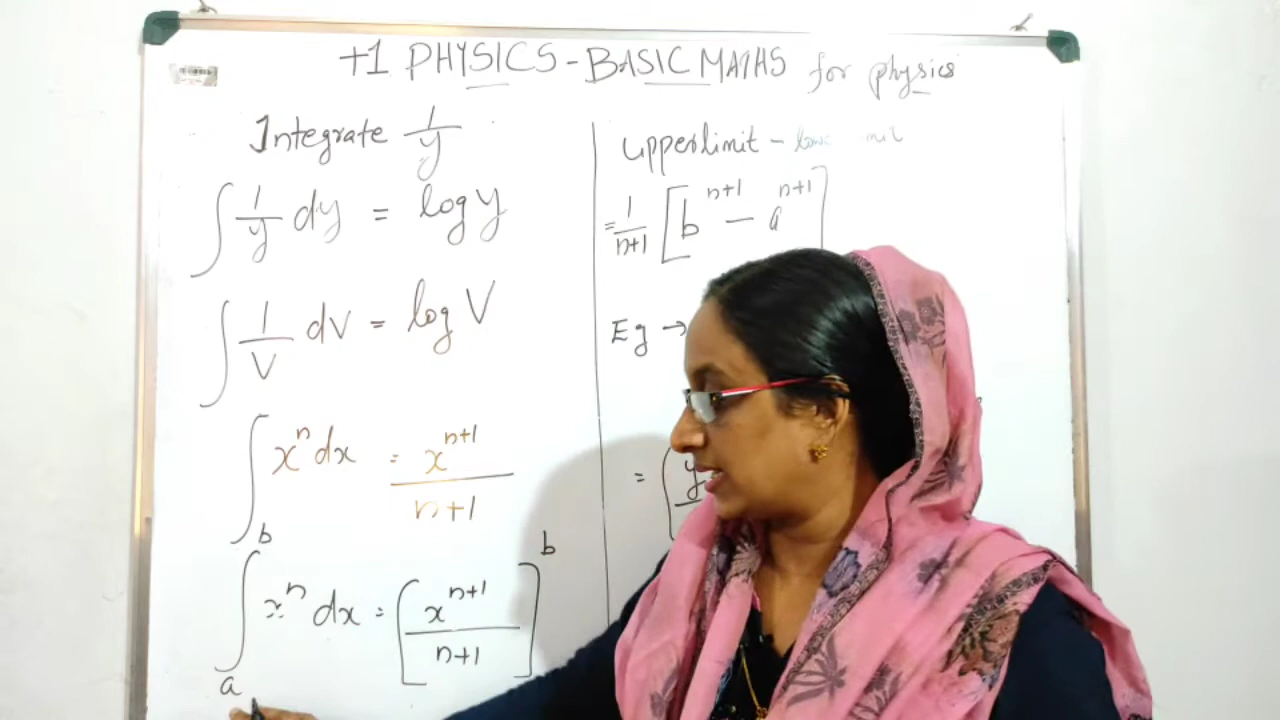 +1 PHYSICS - BASIC MATHS for physics
Integrate 1/y
∫ 1/y dy = log y
∫ 1/V dV = log V
∫ x^n dx = x^(n+1)/(n+1)
∫_a^b x^n dx = [x^(n+1)/(n+1)]^b
upperlimit -
= 1/(n+1) [b^(n+1) - a^(n+1)]
Eg →
= (y